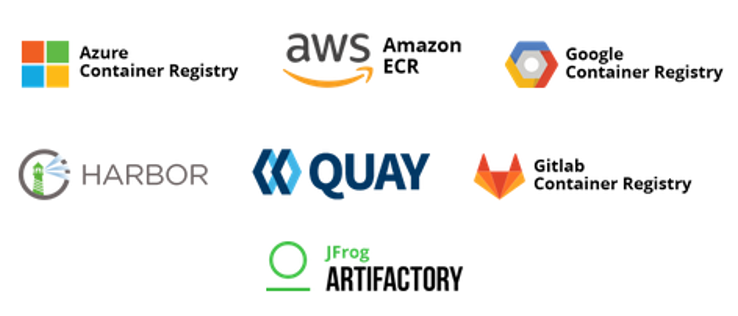 Azure
Container Registry
aws
Amazon
ECR
Google
Container Registry
HARBOR
QUAY
Gitlab
Container Registry
JFrog
ARTIFACTORY